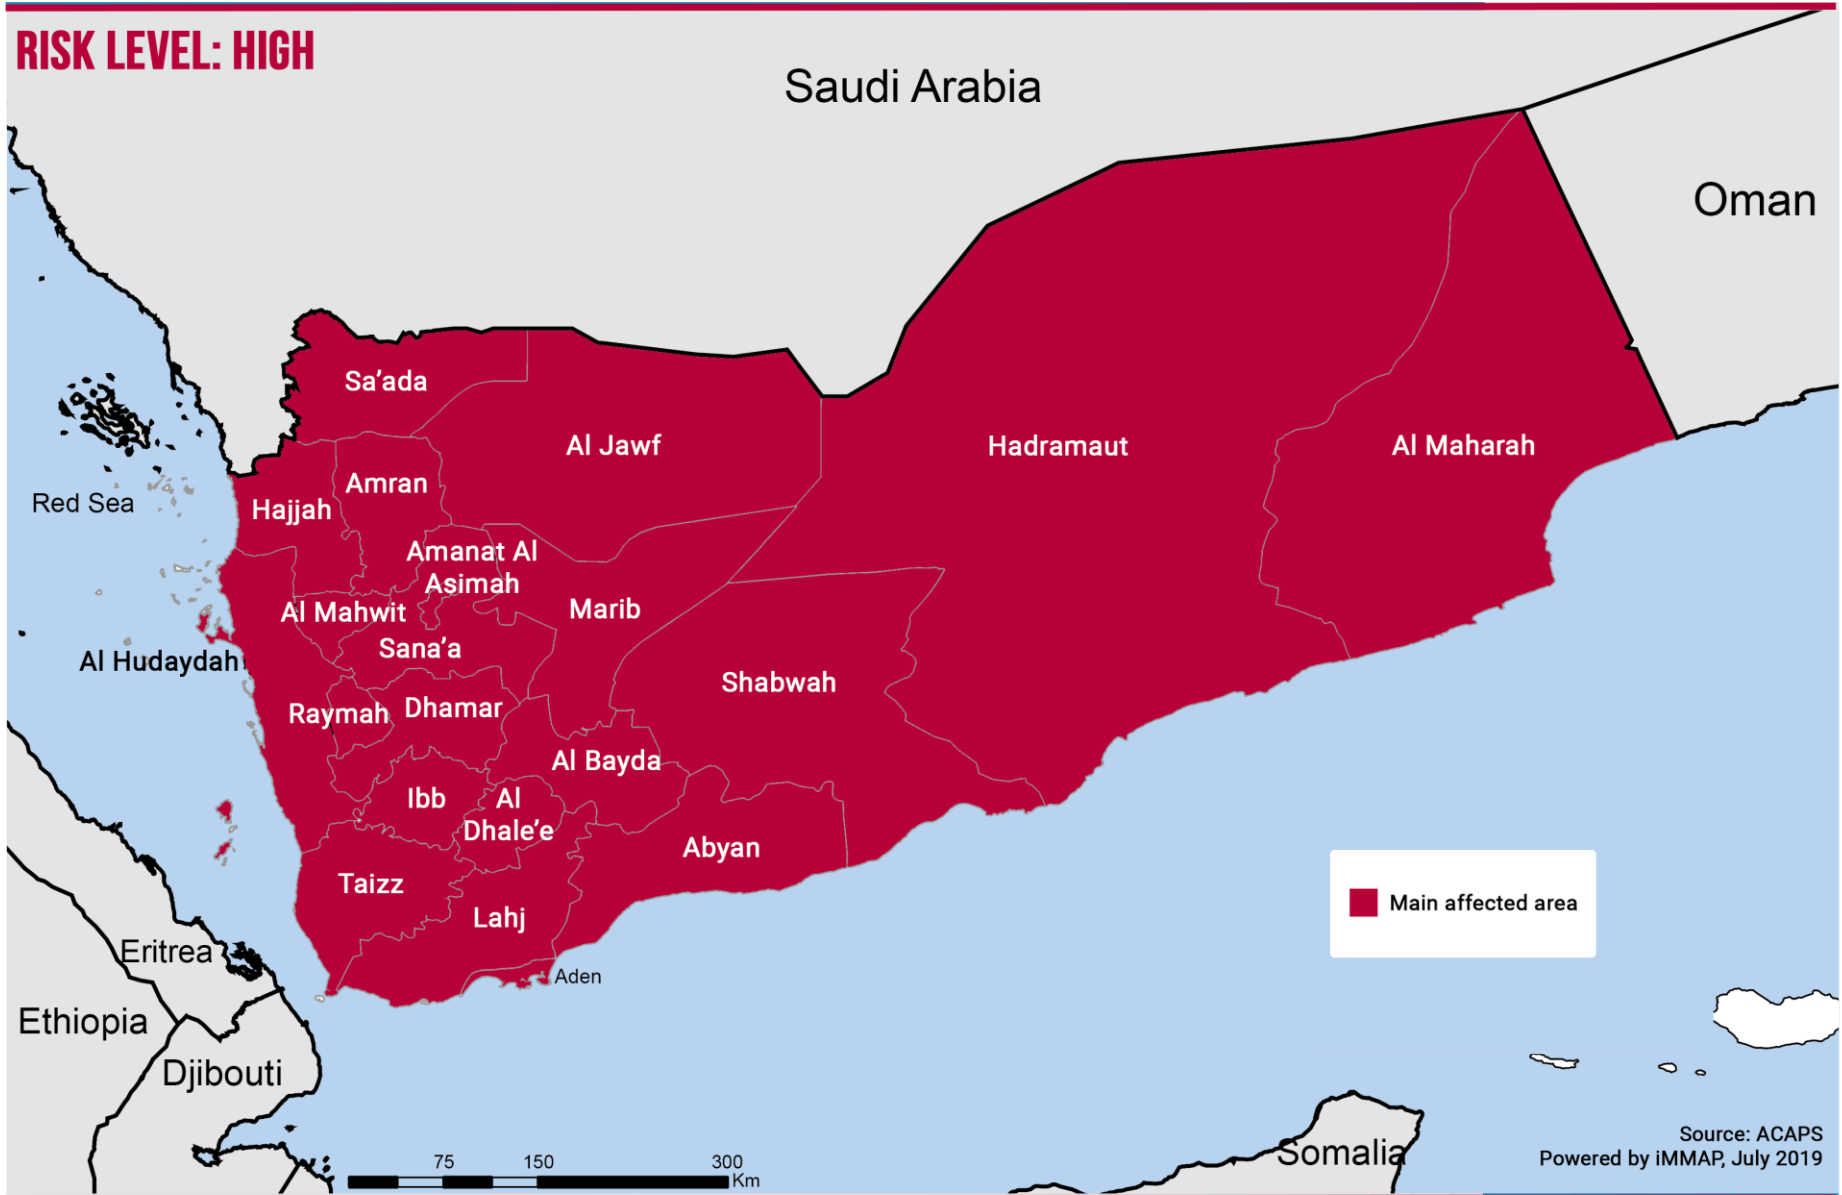 RISK LEVEL: HIGH
Saudi Arabia
Oman
Sa'ada
Al Jawf
Hadramaut
Al Maharah
Amran
Hajjah
Red Sea
Amanat Al
Asimah
Al Mahwit
Marib
Sana'a
Al Hudaydah
Shabwah
Raymah
Dhamar
Al Bayda
Ibb
Al
Dhale'e
Abyan
Taizz
Lahj
Main affected area
Eritrea
Aden
Ethiopia
Djibouti
Somalia
Source: ACAPS
Powered by iMMAP, July 2019
75 150 300
Km